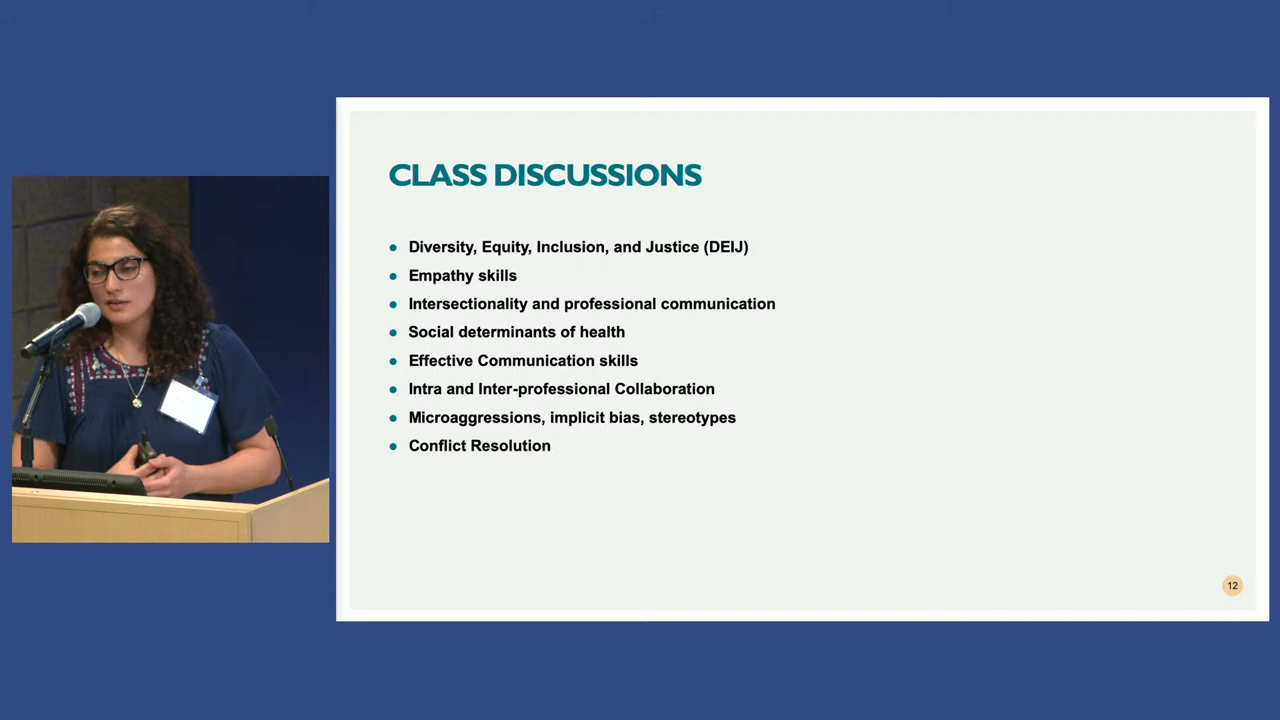 CLASS DISCUSSIONS
Diversity, Equity, Inclusion, and Justice (DEIJ)
Empathy skills
Intersectionality and professional communication
Social determinants of health
Effective Communication skills
Intra and Inter-professional Collaboration
Microaggressions, implicit bias, stereotypes
Conflict Resolution
12